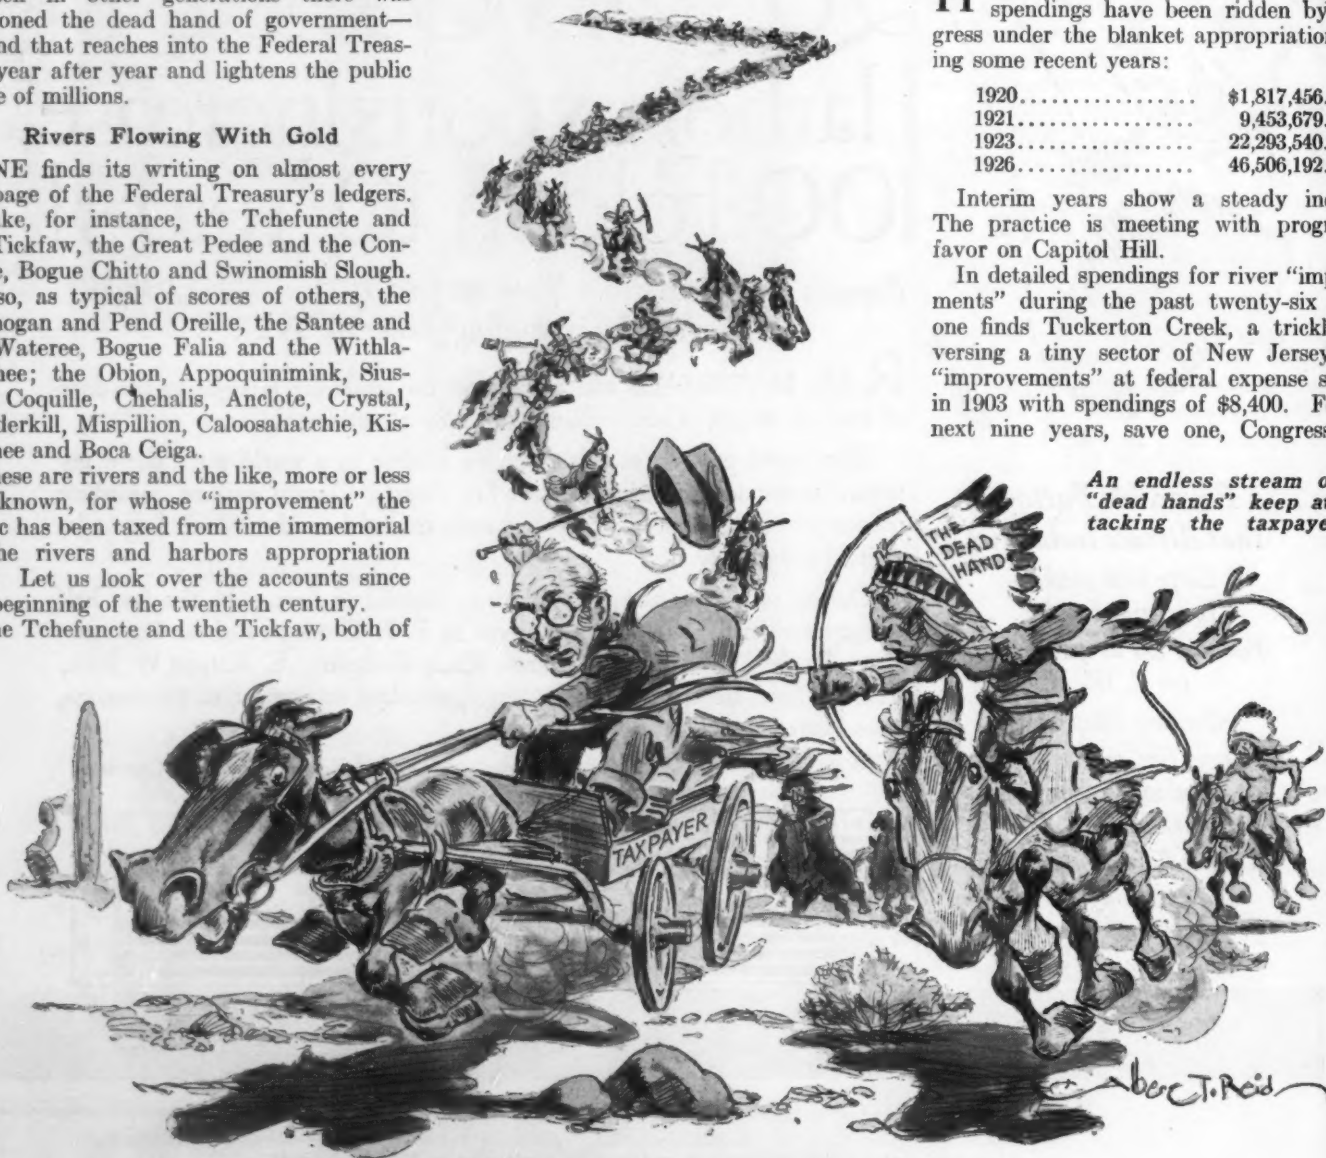 oned the dead hand of government—
nd that reaches into the Federal Treas-
year after year and lightens the public
e of millions.
Rivers Flowing With Gold
NE finds its writing on almost every
page of the Federal Treasury's ledgers.
ke, for instance, the Tchefuncte and
Tickfaw, the Great Pedee and the Con-
e, Bogue Chitto and Swinomish Slough.
so, as typical of scores of others, the
nogan and Pend Oreille, the Santee and
Wateree, Bogue Falia and the Withla-
hee; the Obion, Appoquinimink, Sius-
Coquille, Chehalis, Anclote, Crystal,
derkill, Mispillion, Caloosahatchie, Kis-
mee and Boca Ceiga.
hese are rivers and the like, more or less
known, for whose "improvement" the
ic has been taxed from time immemorial
he rivers and harbors appropriation
Let us look over the accounts since
beginning of the twentieth century.
he Tchefuncte and the Tickfaw, both of
spendings have been ridden by
gress under the blanket appropriation
ing some recent years:
1920................. $1,817,456.
1921................. 9,453,679.
1923................. 22,293,540.
1926................. 46,506,192.
Interim years show a steady in
The practice is meeting with progr
favor on Capitol Hill.
In detailed spendings for river "imp
ments" during the past twenty-six
one finds Tuckerton Creek, a trickl
versing a tiny sector of New Jersey
"improvements" at federal expense s
in 1903 with spendings of $8,400. F
next nine years, save one, Congress
An endless stream o
"dead hands" keep at
tacking the taxpaye
THE
"DEAD
HAND"
TAXPAYER
T. Reid